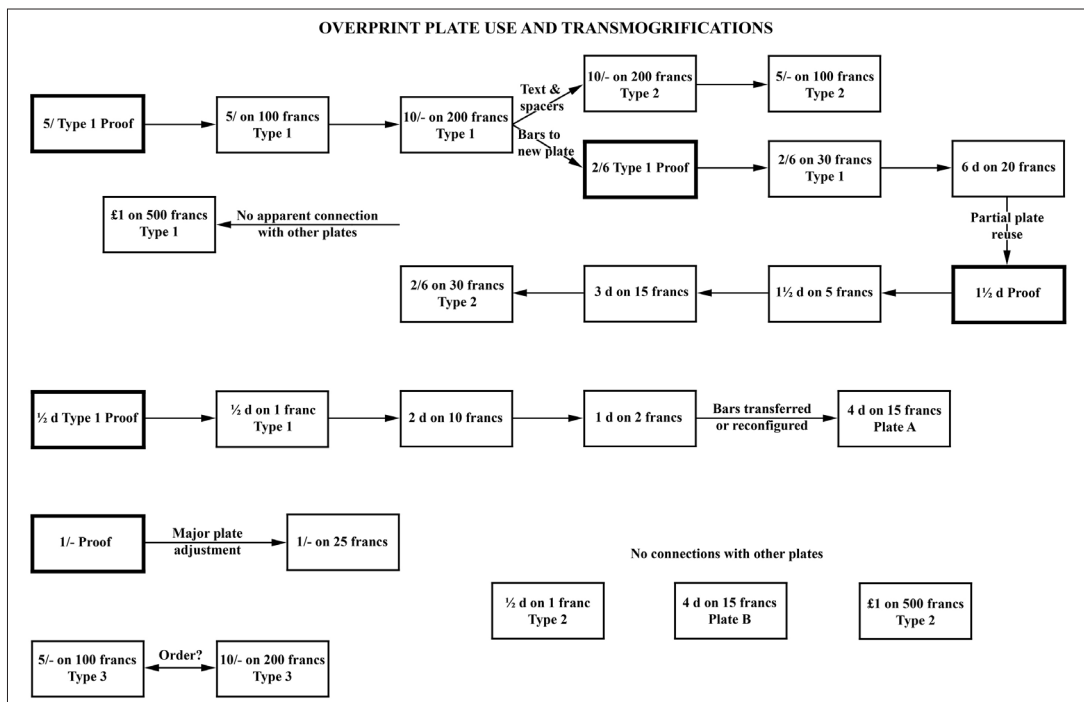 OVERPRINT PLATE USE AND TRANSMOGRIFICATIONS
5/ Type 1 Proof
5/ on 100 francs
Type 1
10/- on 200 francs
Type 1
Text &
spacers
Bars to
new plate
10/- on 200 francs
Type 2
5/- on 100 francs
Type 2
2/6 Type 1 Proof
2/6 on 30 francs
Type 1
6 d on 20 francs
£1 on 500 francs
Type 1
No apparent connection
with other plates
Partial plate
reuse
2/6 on 30 francs
Type 2
3 d on 15 francs
1½ d on 5 francs
1½ d Proof
½ d Type 1 Proof
½ d on 1 franc
Type 1
2 d on 10 francs
1 d on 2 francs
Bars transferred
or reconfigured
4 d on 15 francs
Plate A
1/- Proof
Major plate
adjustment
1/- on 25 francs
No connections with other plates
½ d on 1 franc
Type 2
4 d on 15 francs
Plate B
£1 on 500 francs
Type 2
5/- on 100 francs
Type 3
Order?
10/- on 200 francs
Type 3